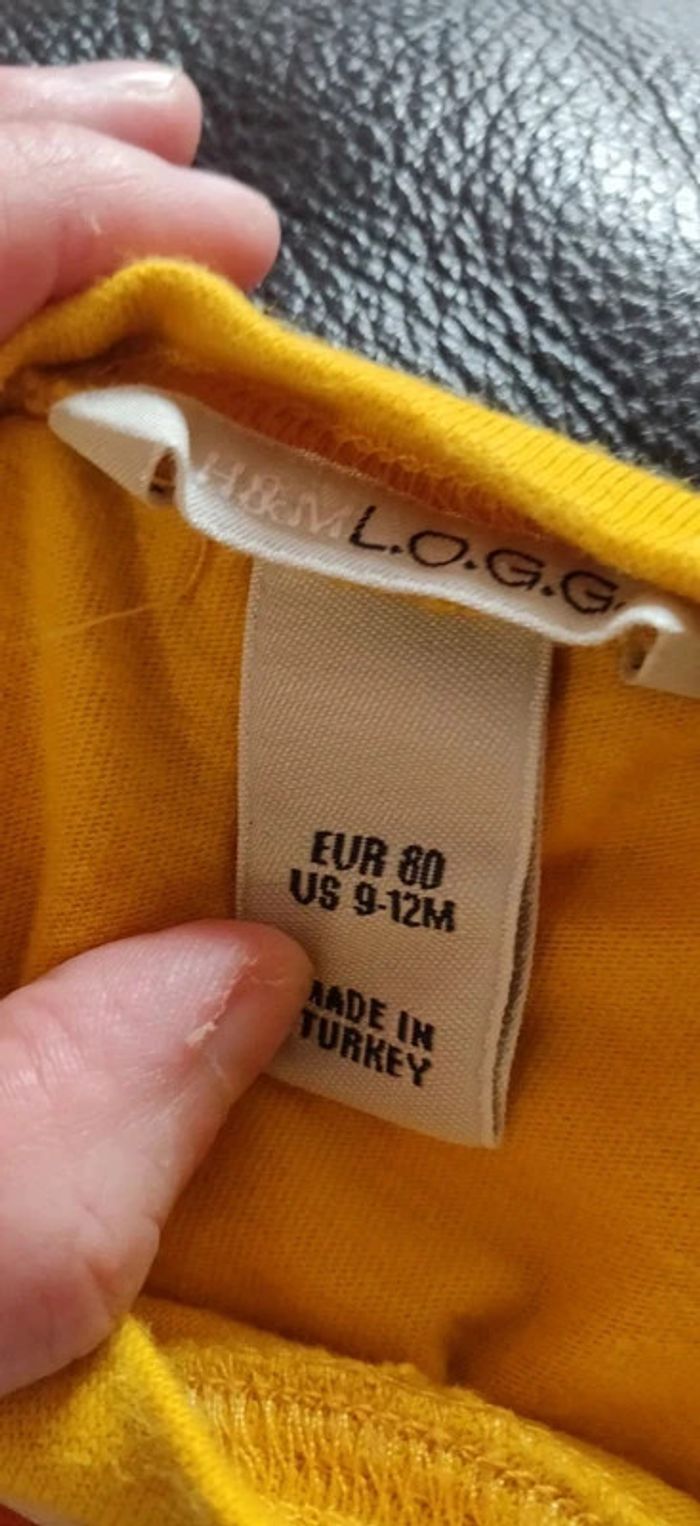 H&M L.O.G.G.
EUR 80
US 9-12M
MADE IN
TURKEY